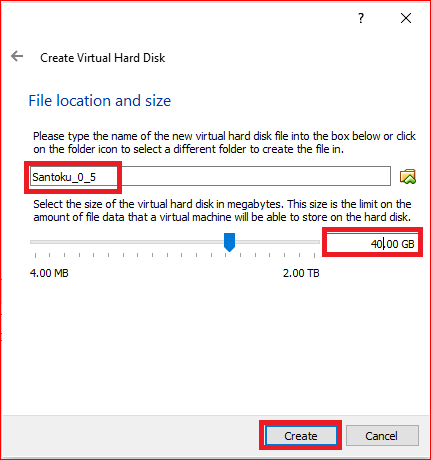 ?
Create Virtual Hard Disk
File location and size
Please type the name of the new virtual hard disk file into the box below or click
on the folder icon to select a different folder to create the file in.
Santoku_0_5
Select the size of the virtual hard disk in megabytes. This size is the limit on the
amount of file data that a virtual machine will be able to store on the hard disk.
40.00 GB
4.00 MB 2.00 TB
Create Cancel